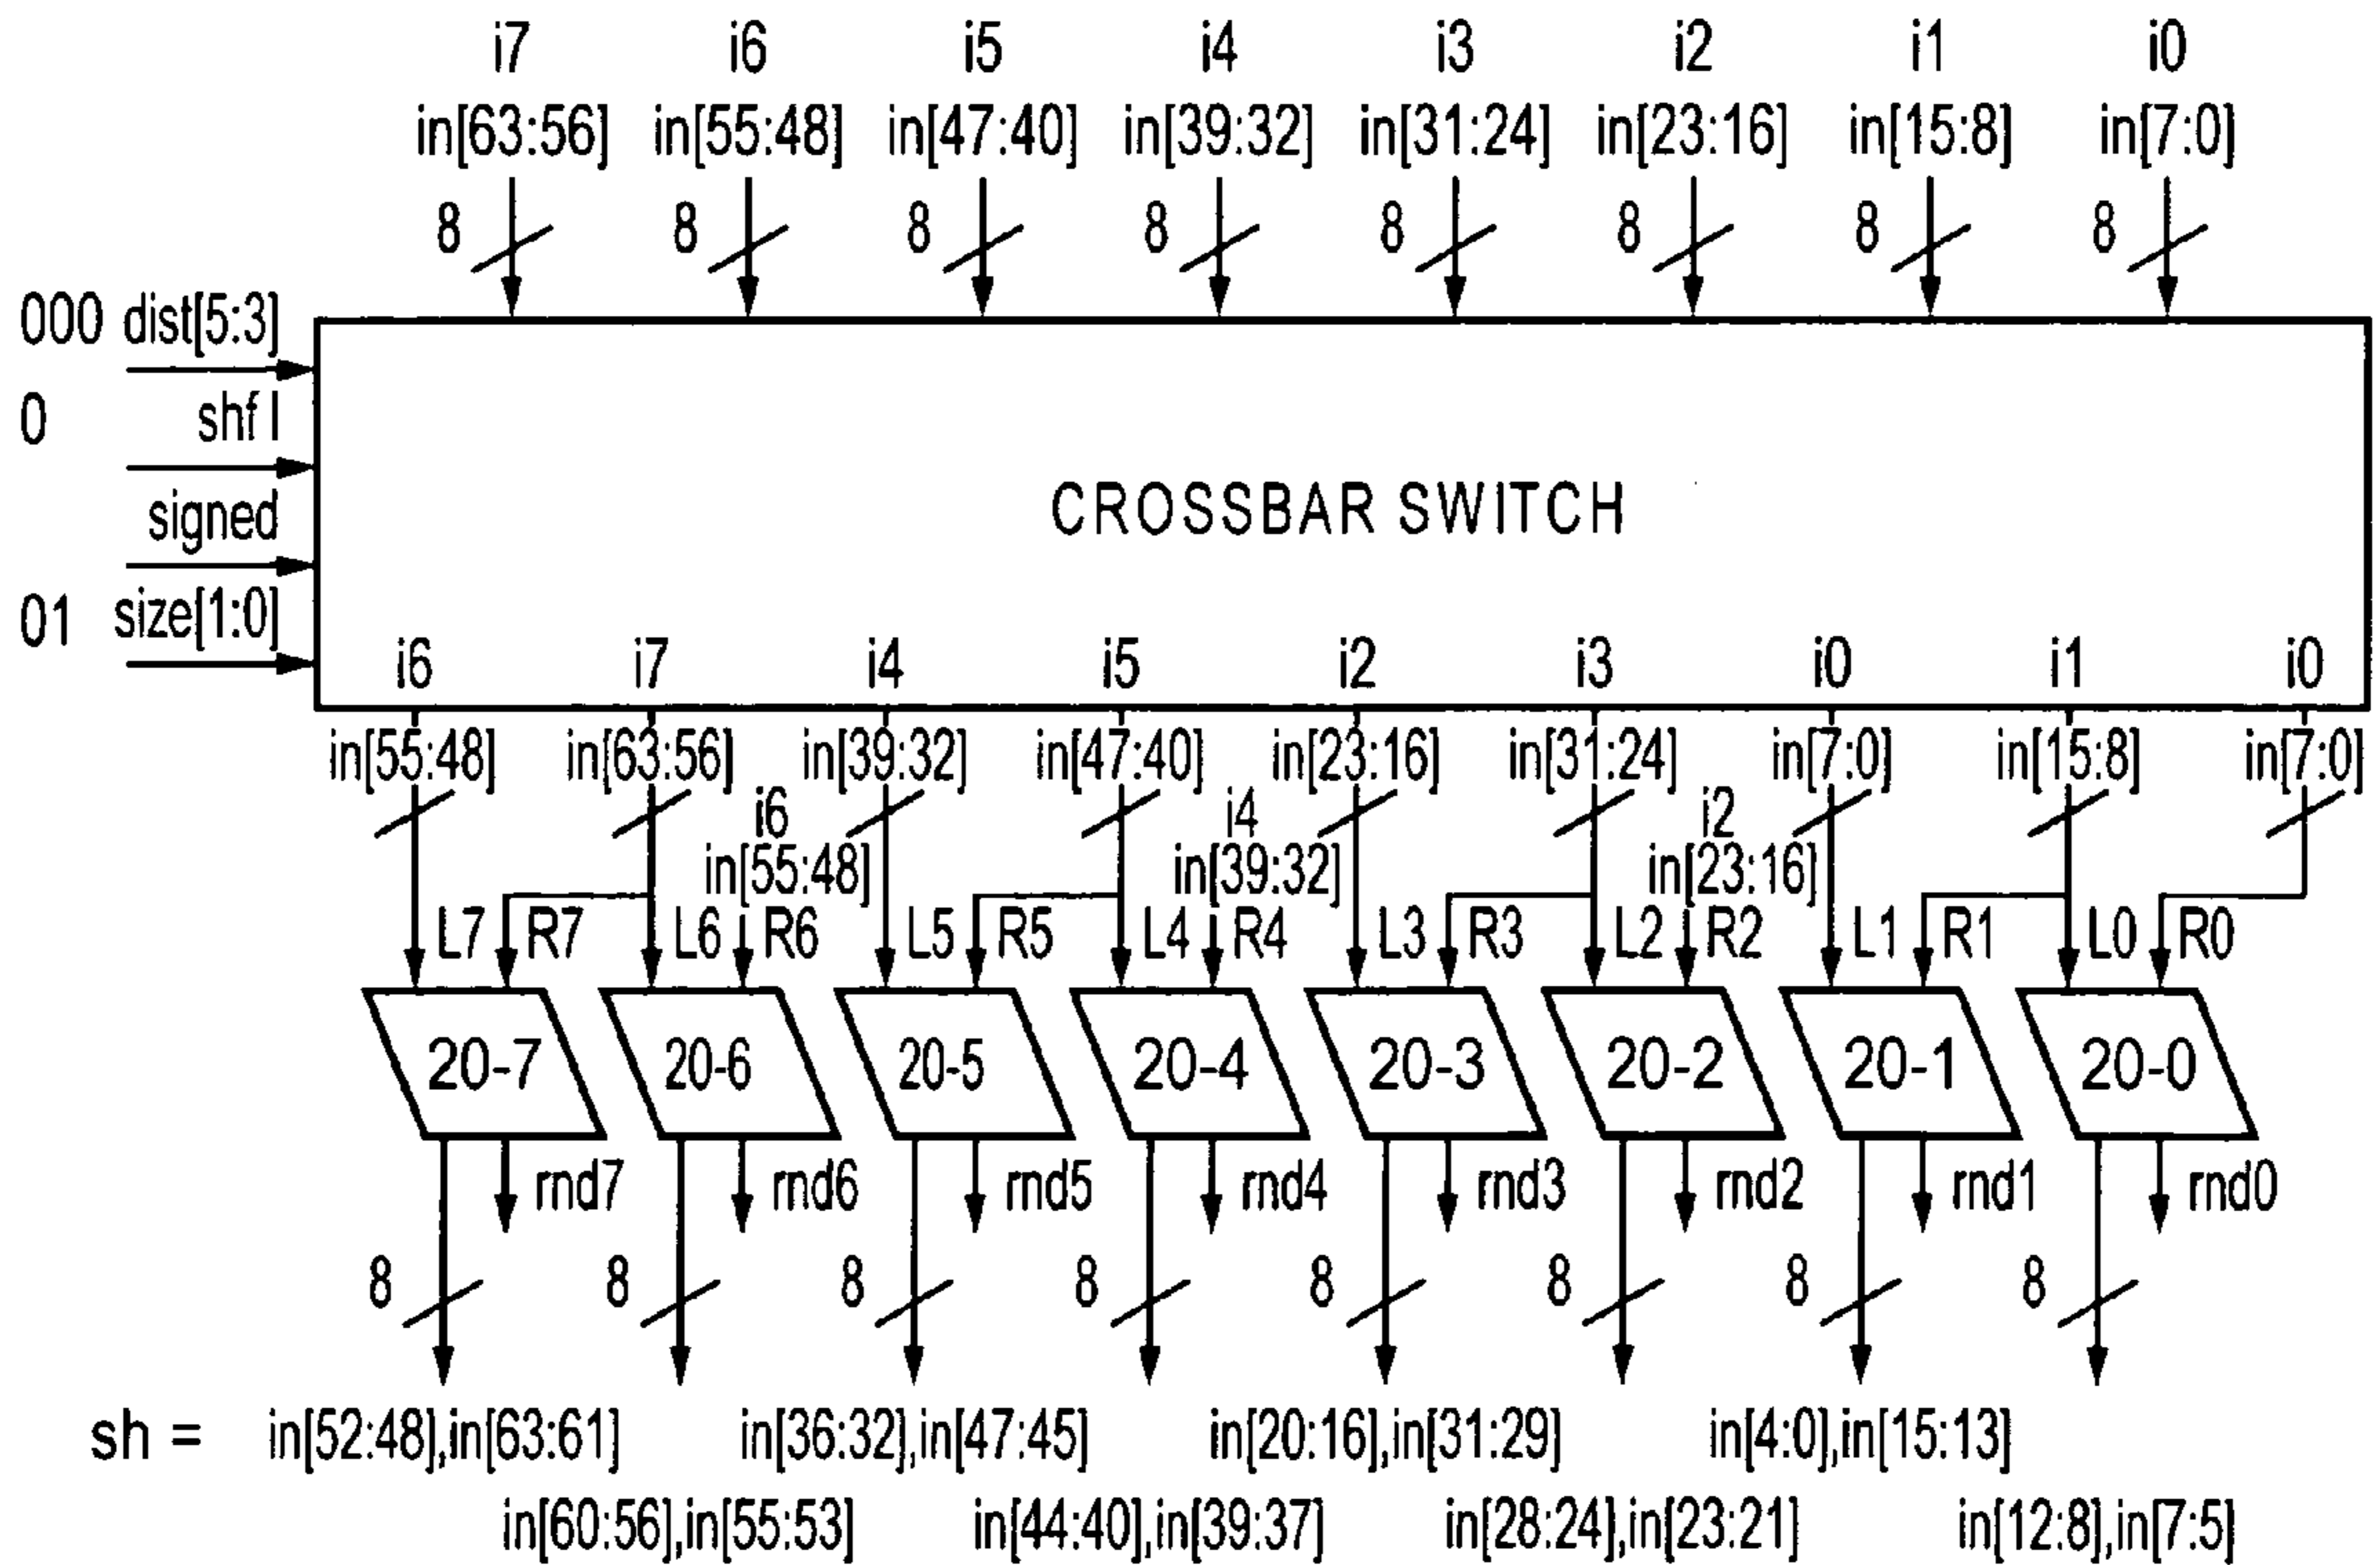 i7 i6 i5 i4 i3 i2 i1 i0
in[63:56] in[55:48] in[47:40] in[39:32] in[31:24] in[23:16] in[15:8] in[7:0]
8 8 8 8 8 8 8 8
000 dist[5:3]
0 shf l
signed
CROSSBAR SWITCH
01 size[1:0]
i6 i7 i4 i5 i2 i3 i0 i1 i0
in[55:48] in[63:56] in[39:32] in[47:40] in[23:16] in[31:24] in[7:0] in[15:8] in[7:0]
i6 i4 i2
in[55:48] in[39:32] in[23:16]
L7 R7 L6 R6 L5 R5 L4 R4 L3 R3 L2 R2 L1 R1 L0 R0
20-7 20-6 20-5 20-4 20-3 20-2 20-1 20-0
rnd7 rnd6 rnd5 rnd4 rnd3 rnd2 rnd1 rnd0
8 8 8 8 8 8 8 8
sh = in[52:48],in[63:61] in[36:32],in[47:45] in[20:16],in[31:29] in[4:0],in[15:13]
in[60:56],in[55:53] in[44:40],in[39:37] in[28:24],in[23:21] in[12:8],in[7:5]